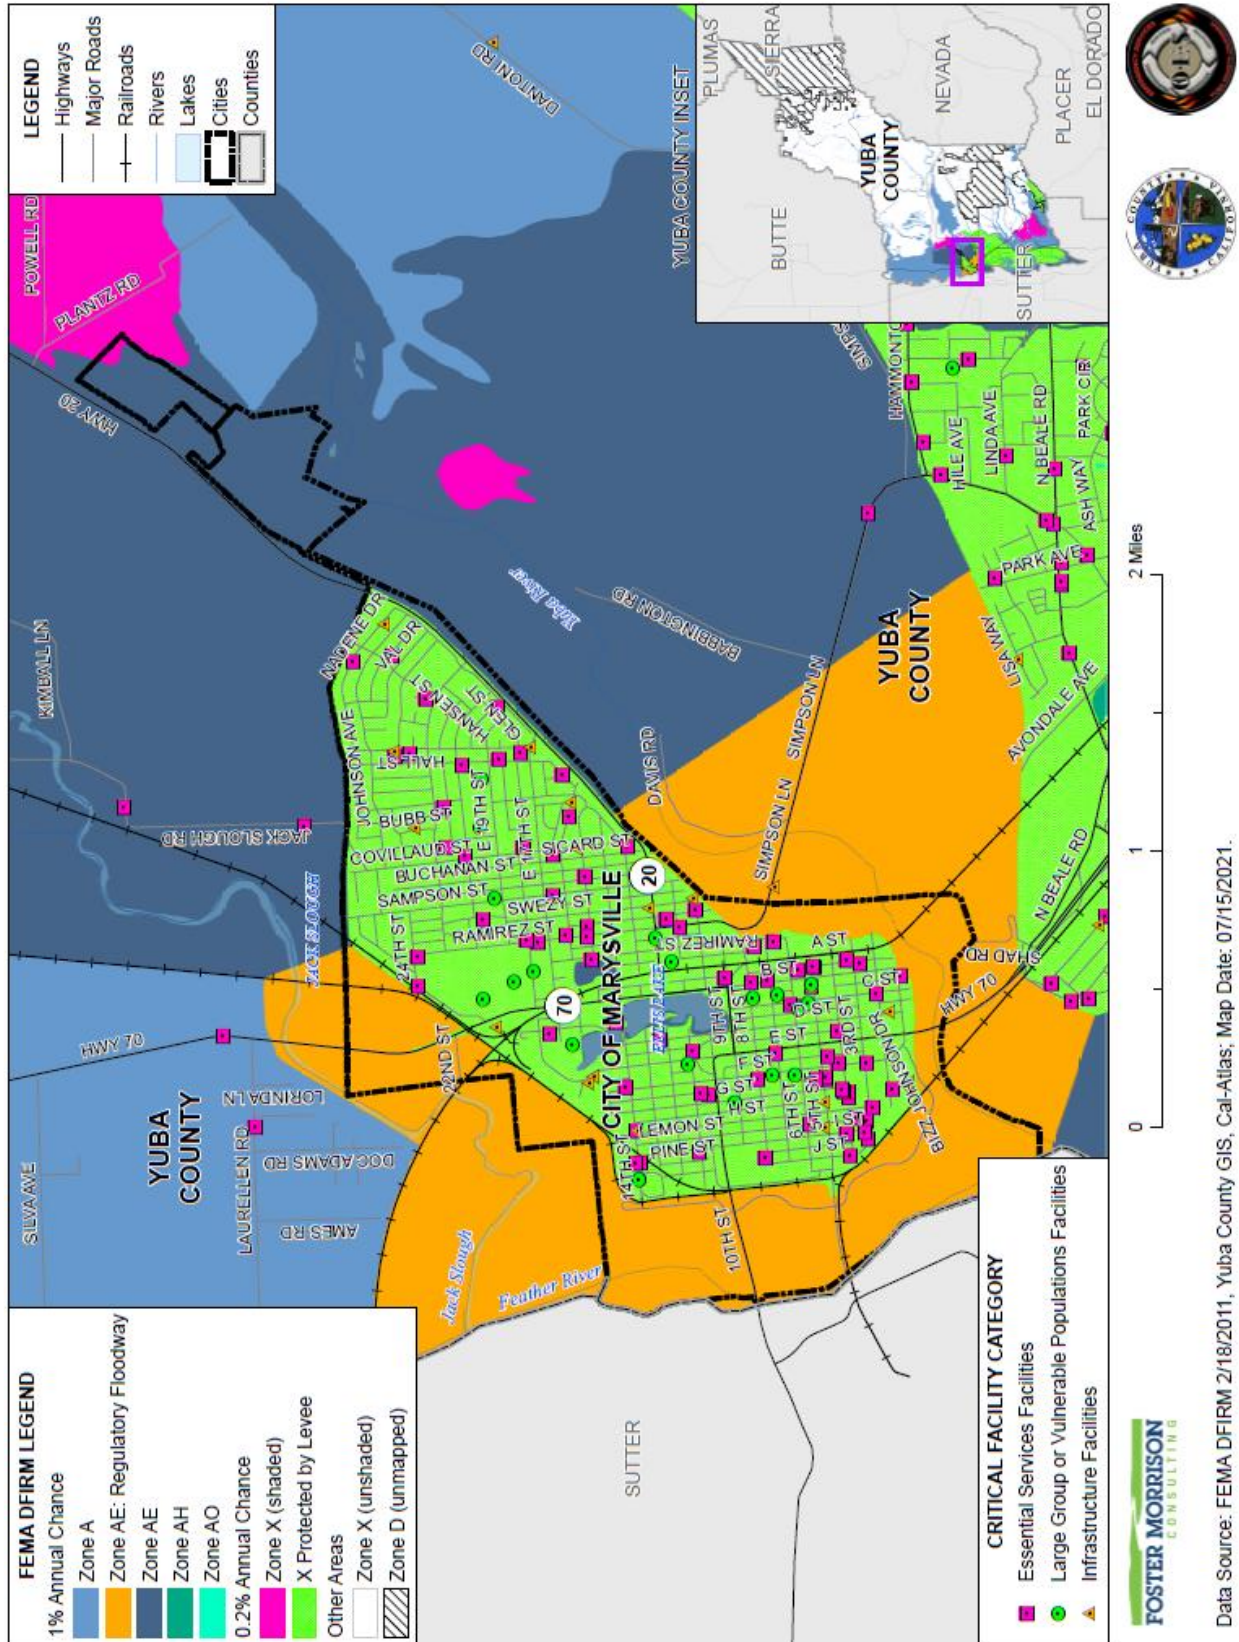 FEMA DFIRM LEGEND
1% Annual Chance
Zone A
Zone AE: Regulatory Floodway
Zone AE
Zone AH
Zone AO
0.2% Annual Chance
Zone X (shaded)
X Protected by Levee
Other Areas
Zone X (unshaded)
Zone D (unmapped)
LEGEND
Highways
Major Roads
Railroads
Rivers
Lakes
Cities
Counties
SILVA AVE
HWY 70
KIMBALL LN
POWELL RD
PLANTZ RD
HWY 20
DANTONI RD
YUBA
COUNTY
LAURELLEN RD
LORINDA LN
DOC ADAMS RD
AMES RD
JACK SLOUGH
JACK SLOUGH RD
Jack Slough
Feather River
22ND ST
24TH ST
JOHNSON AVE
NADENE DR
VAL DR
HANSEN ST
GLEN ST
HALL ST
BUBB ST
E 19TH ST
E 17TH ST
COVILLAUD ST
BUCHANAN ST
SAMPSON ST
SICARD ST
SWEZY ST
RAMIREZ ST
70
20
CITY OF MARYSVILLE
ELLIS LAKE
14TH ST
LEMON ST
PINE ST
10TH ST
9TH ST
8TH ST
6TH ST
5TH ST
3RD ST
RAMIREZ ST
A ST
B ST
C ST
D ST
E ST
F ST
G ST
H ST
I ST
J ST
BIZZ JOHNSON DR
HWY 70
SHAD RD
N BEALE RD
DAVIS RD
SIMPSON LN
SIMPSON LN
BABBINGTON RD
Yuba River
YUBA
COUNTY
LISA WAY
AVONDALE AVE
PARK AVE
ASH WAY
N BEALE RD
PARK CIR
LINDA AVE
HILE AVE
HAMMONTO
SIMPS
SUTTER
YUBA COUNTY INSET
PLUMAS
SIERRA
BUTTE
YUBA
COUNTY
NEVADA
SUTTER
PLACER
EL DORADO
CRITICAL FACILITY CATEGORY
Essential Services Facilities
Large Group or Vulnerable Populations Facilities
Infrastructure Facilities
0
1
2 Miles
FOSTER MORRISON
CONSULTING
YUBA COUNTY
CALIFORNIA
Data Source: FEMA DFIRM 2/18/2011, Yuba County GIS, Cal-Atlas; Map Date: 07/15/2021.